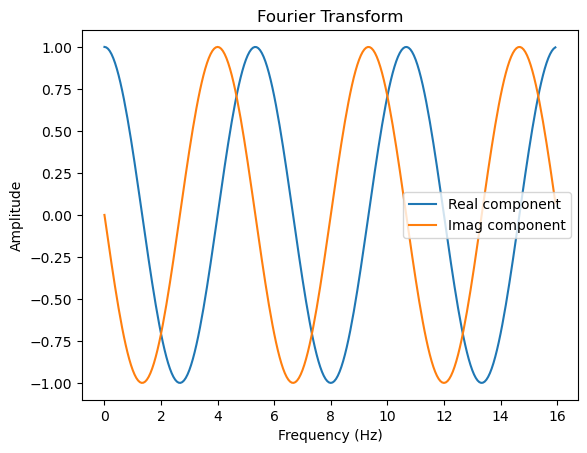 Fourier Transform
1.00
0.75
0.50
0.25
0.00
−0.25
−0.50
−0.75
−1.00
Amplitude
Real component
Imag component
0 2 4 6 8 10 12 14 16
Frequency (Hz)